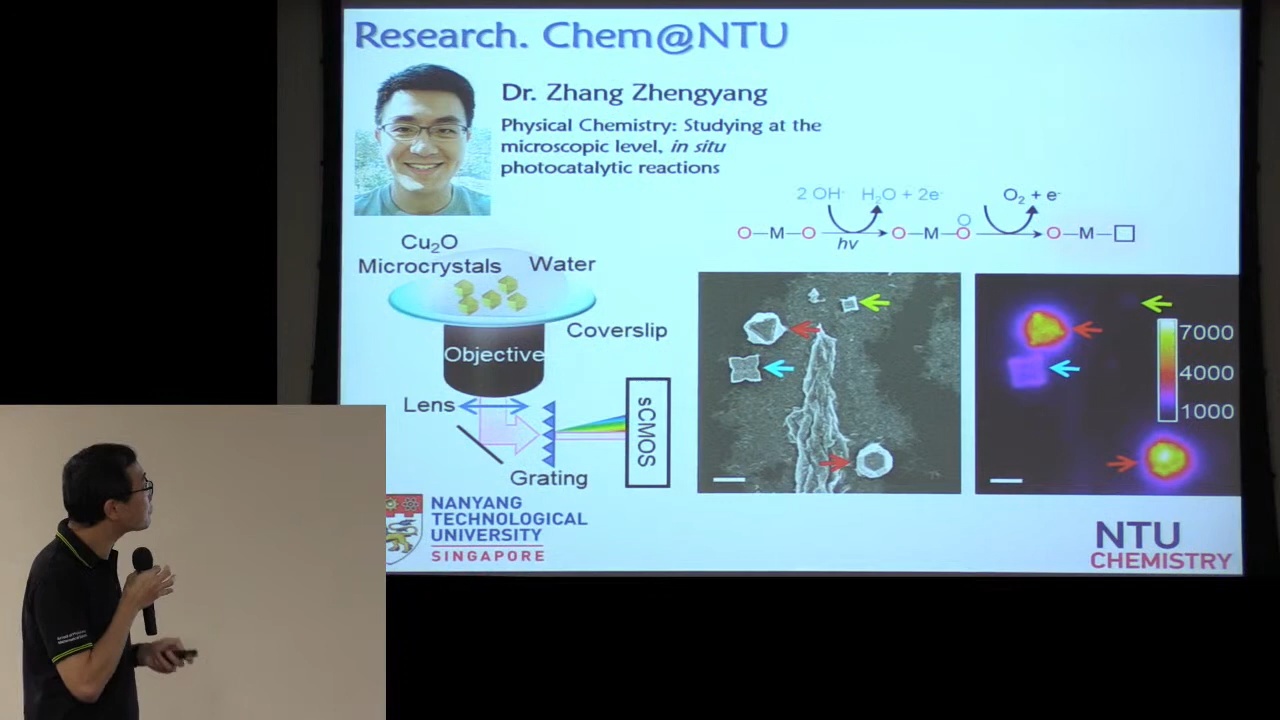 Research. Chem@NTU
Dr. Zhang Zhengyang
Physical Chemistry: Studying at the
microscopic level, in situ
photocatalytic reactions
2 OH⁻ H₂O + 2e⁻ O₂ + e⁻
O—M—O hv O—M—O O O—M—
Cu₂O
Microcrystals
Water
Coverslip
Objective
Lens
Grating
sCMOS
7000
4000
1000
NANYANG
TECHNOLOGICAL
UNIVERSITY
SINGAPORE
NTU
CHEMISTRY